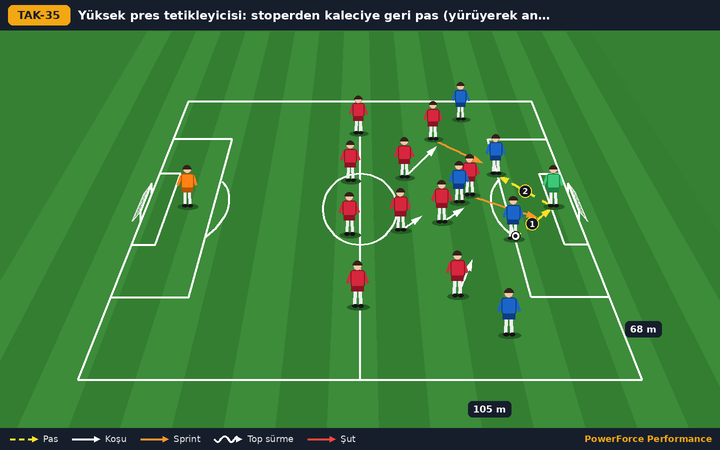 TAK-35
Yüksek pres tetikleyicisi: stoperden kaleciye geri pas (yürüyerek an...
2
1
68 m
105 m
Pas
Koşu
Sprint
Top sürme
Şut
PowerForce Performance